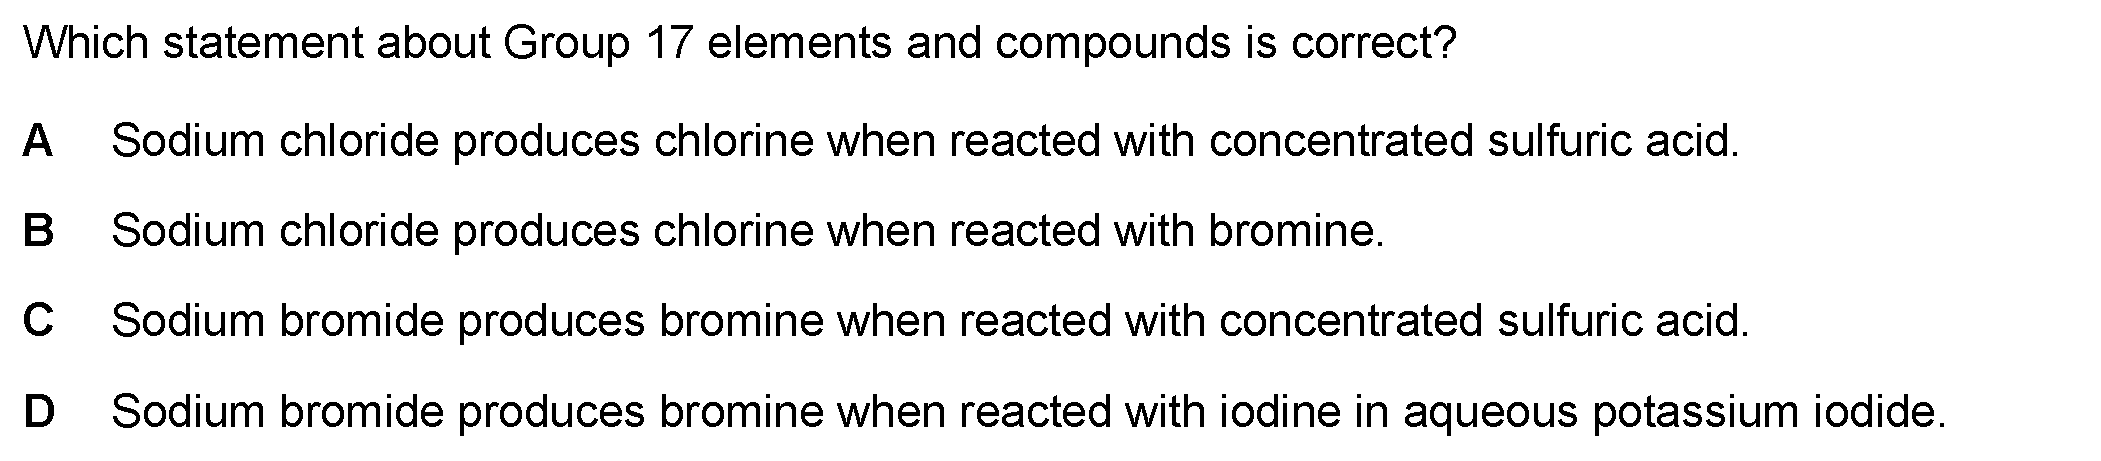 Which statement about Group 17 elements and compounds is correct?
A Sodium chloride produces chlorine when reacted with concentrated sulfuric acid.
B Sodium chloride produces chlorine when reacted with bromine.
C Sodium bromide produces bromine when reacted with concentrated sulfuric acid.
D Sodium bromide produces bromine when reacted with iodine in aqueous potassium iodide.